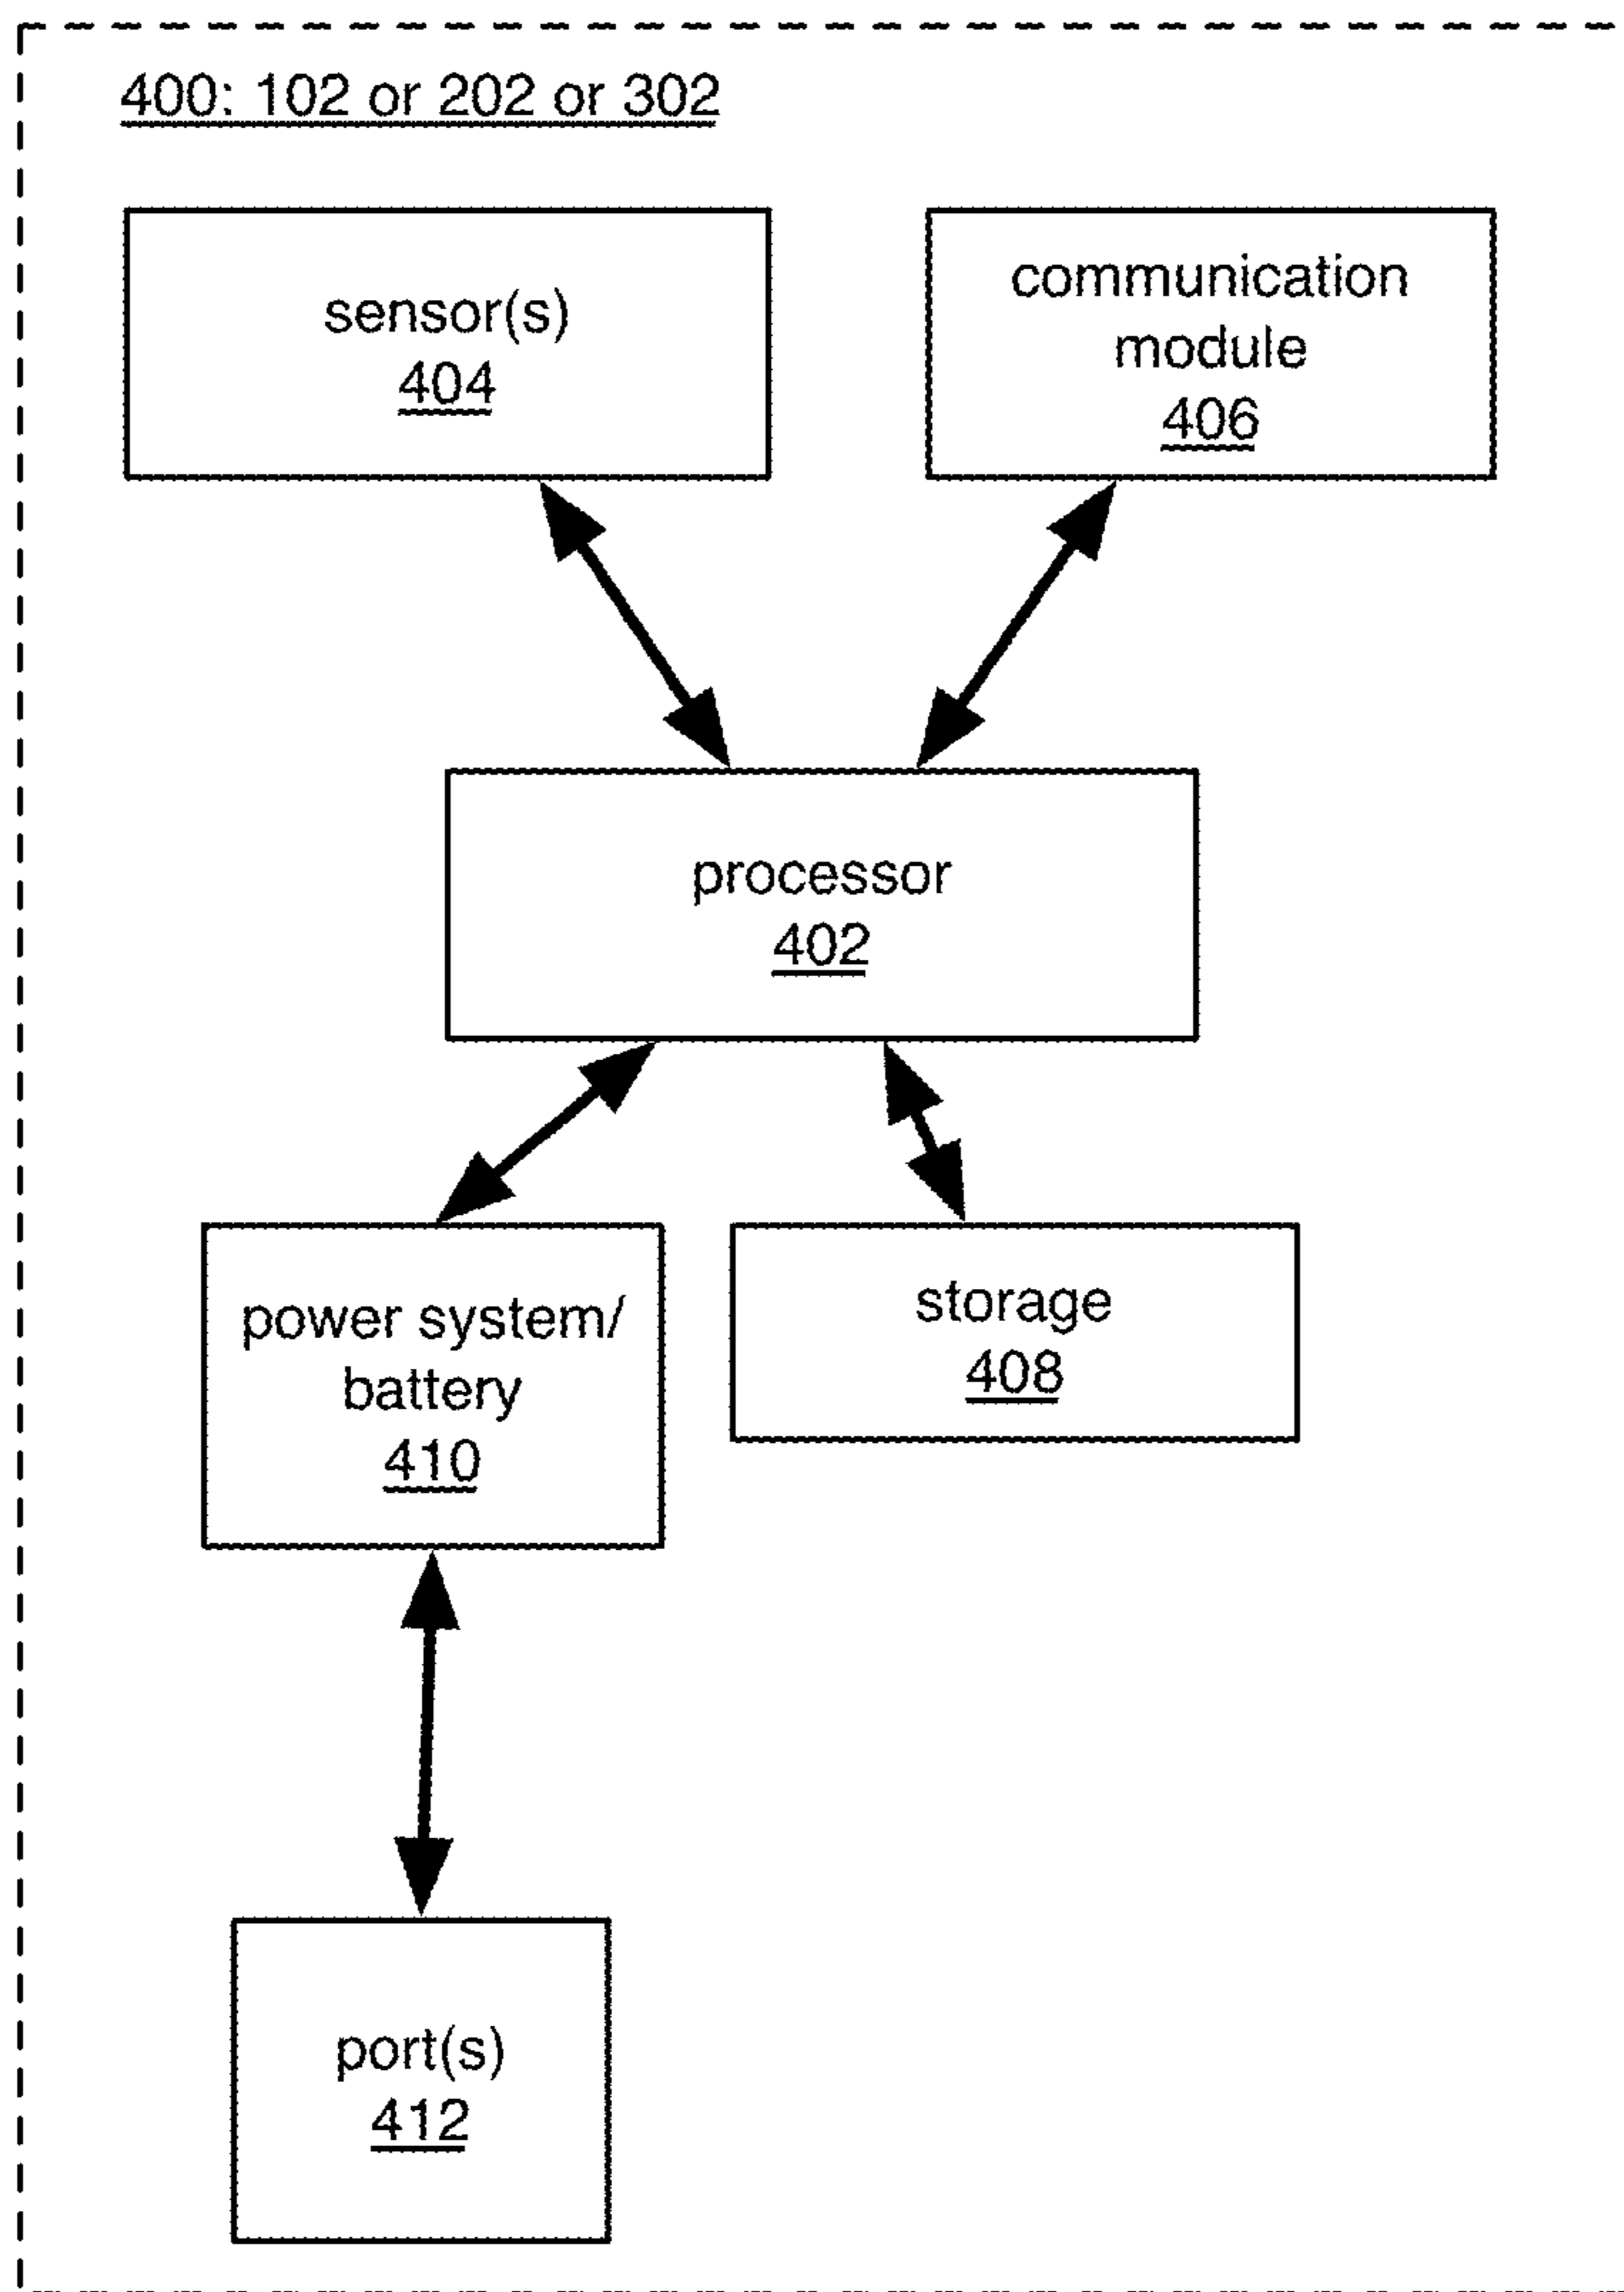 400: 102 or 202 or 302
sensor(s)
404
communication
module
406
processor
402
power system/
battery
410
storage
408
port(s)
412